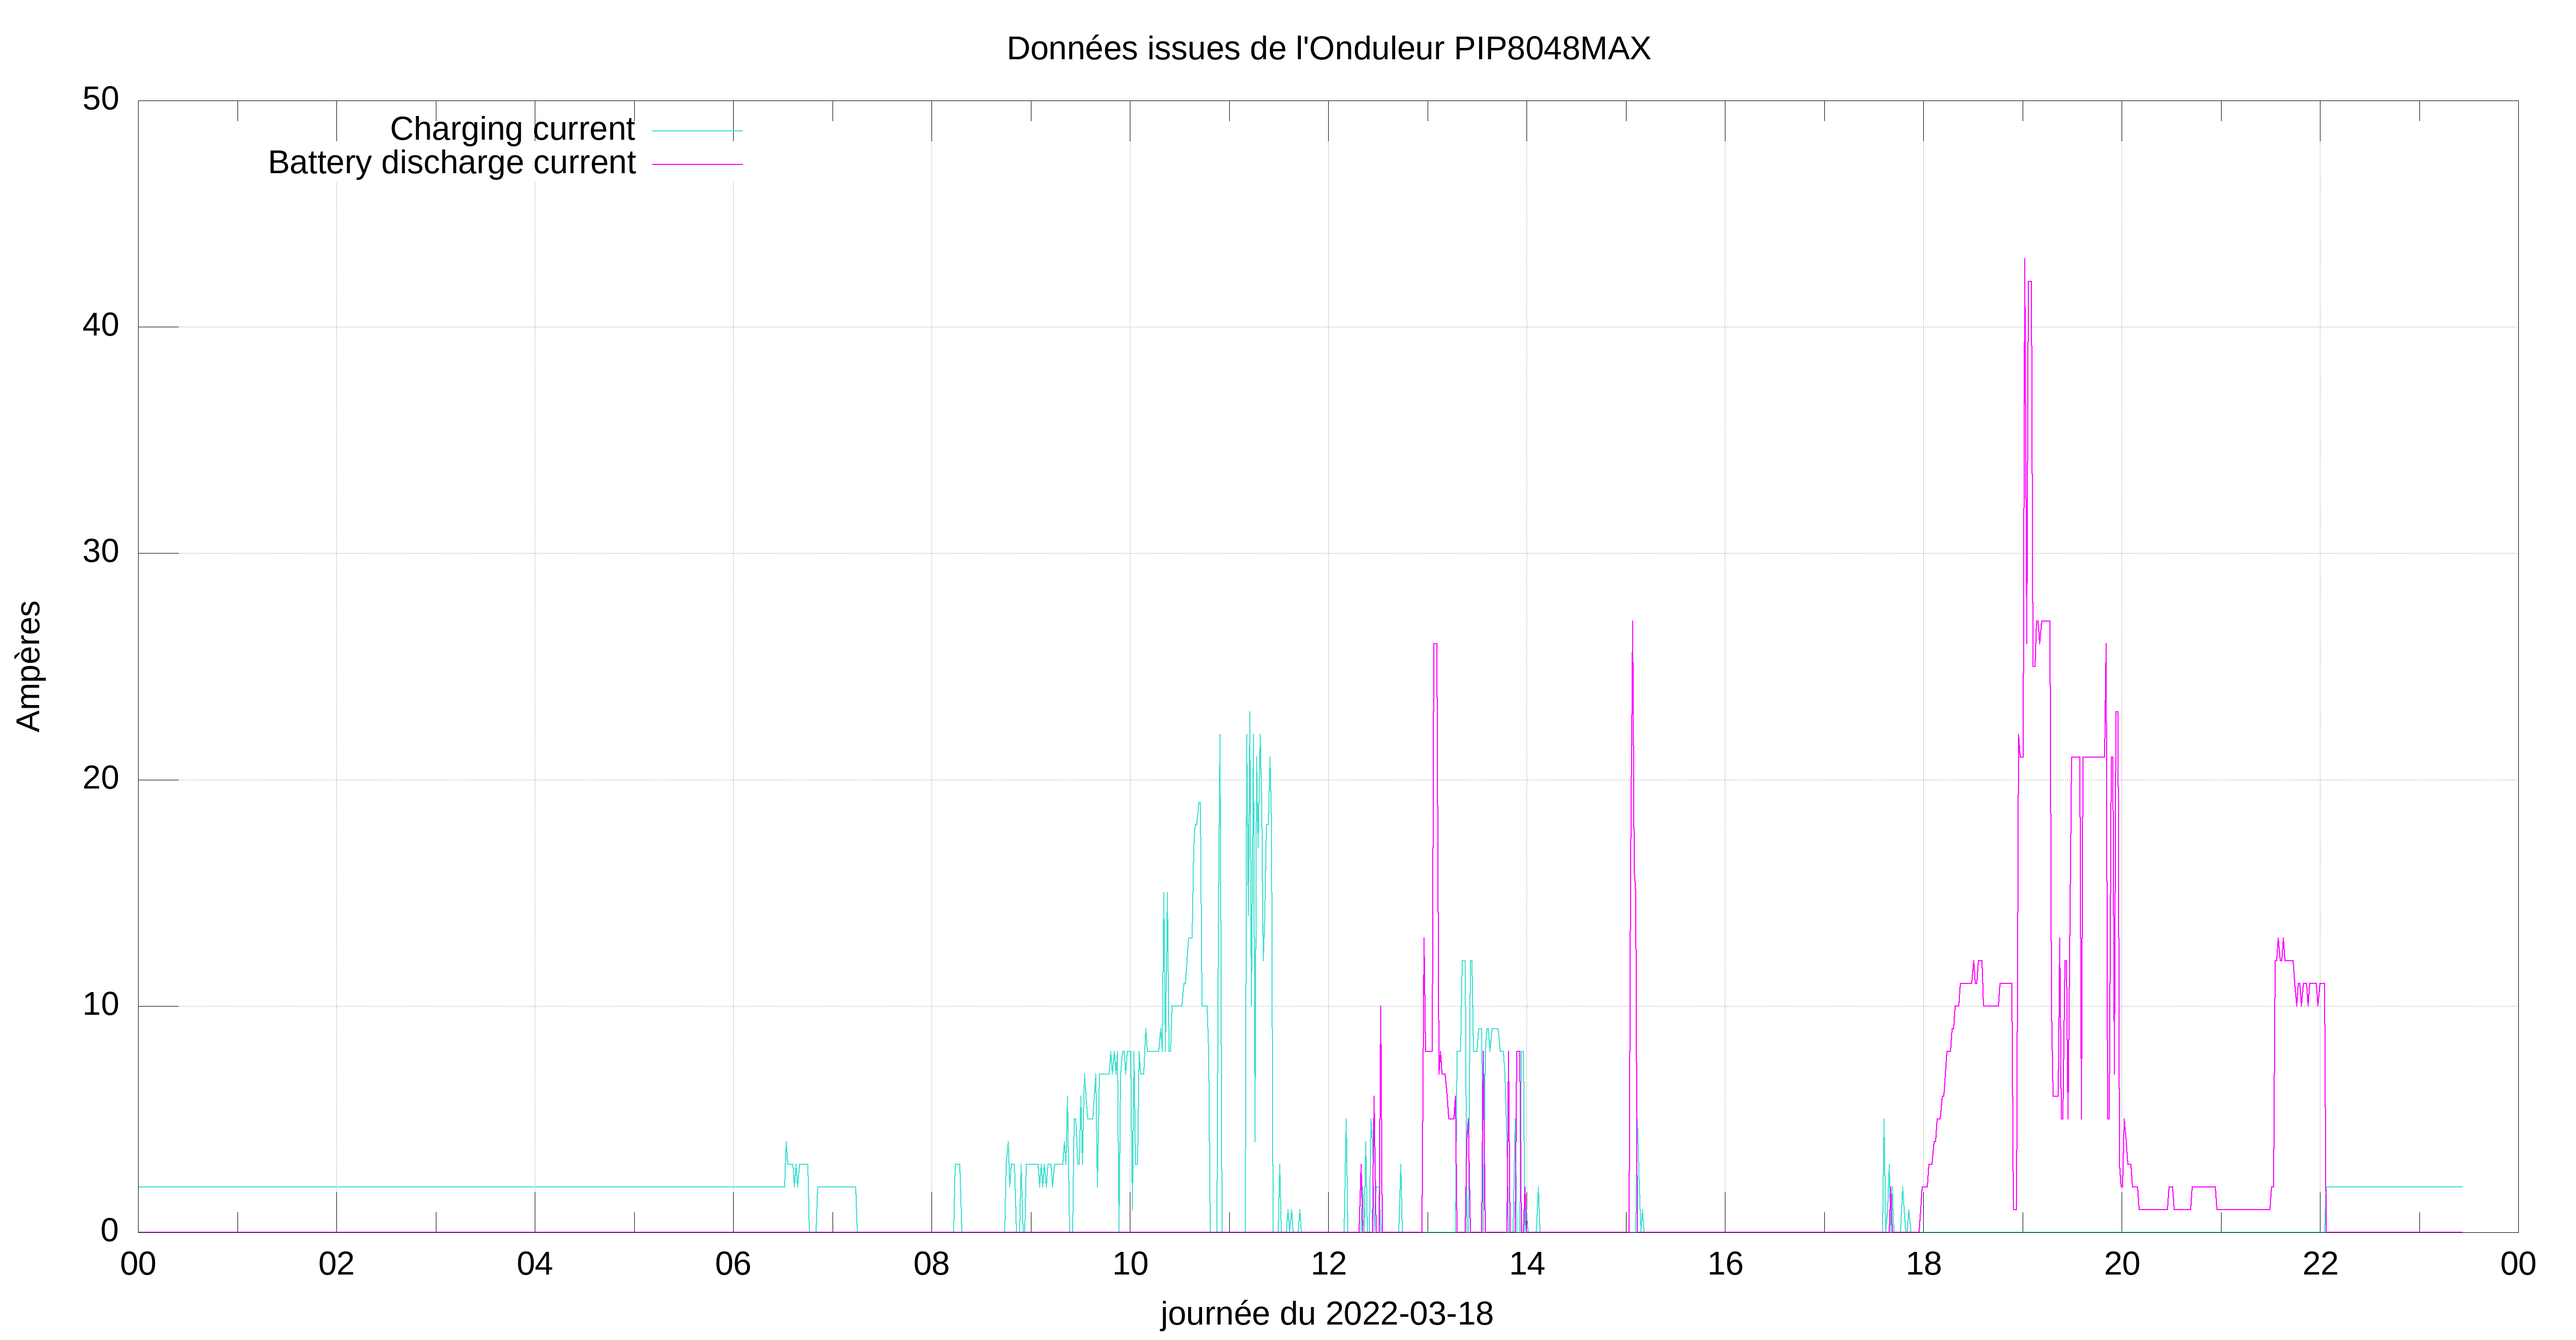 Données issues de l'Onduleur PIP8048MAX
50
Charging current
Battery discharge current
40
30
Ampères
20
10
0
00 02 04 06 08 10 12 14 16 18 20 22 00
journée du 2022-03-18